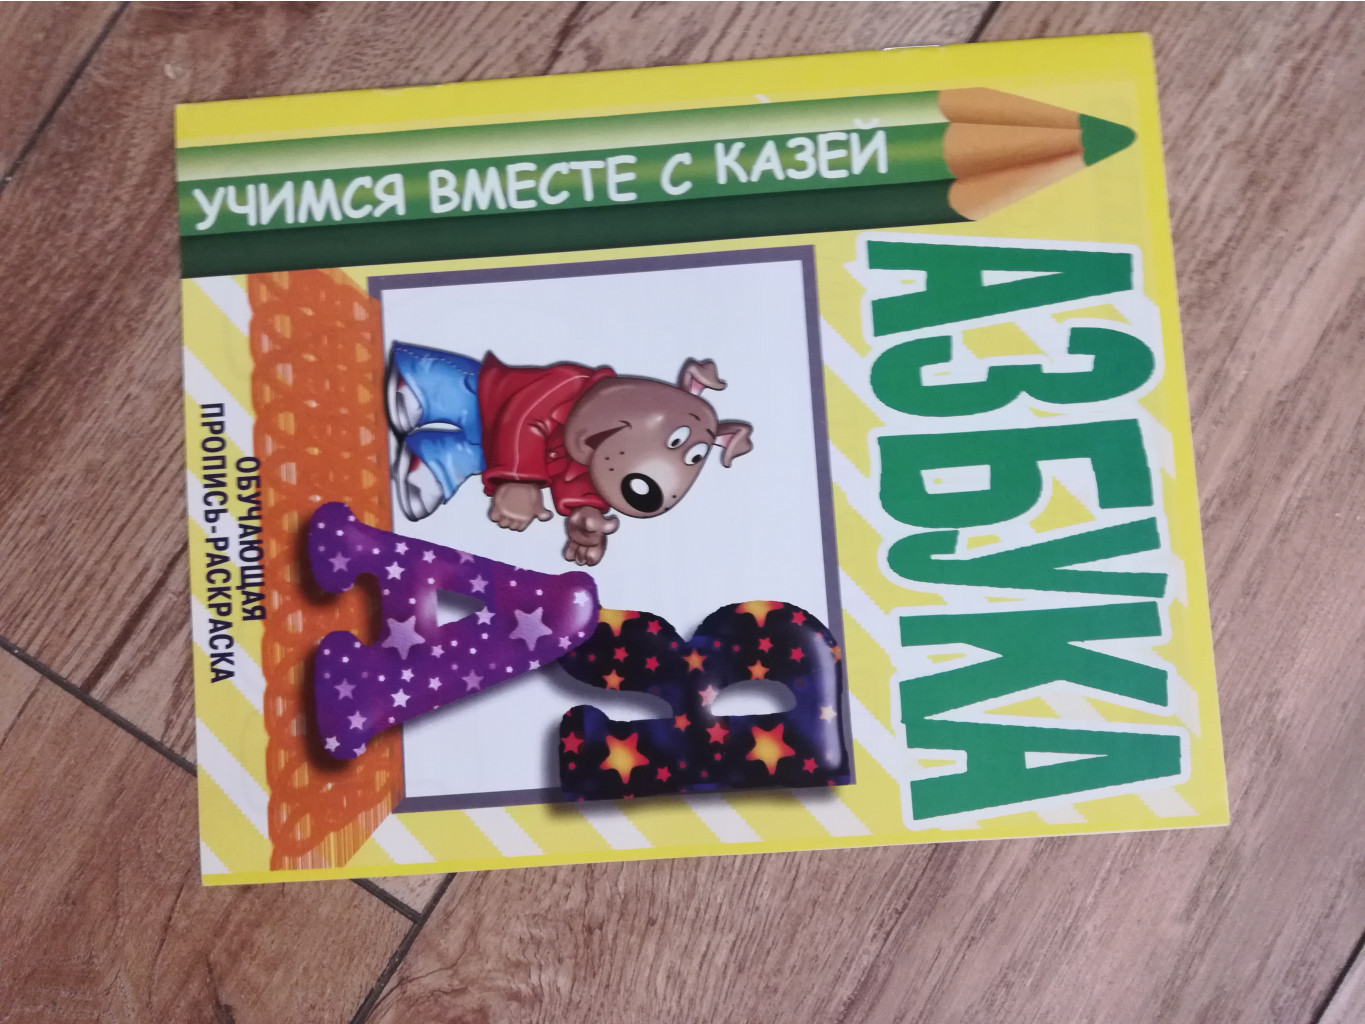 УЧИМСЯ ВМЕСТЕ С КАЗЕЙ
АЗБУКА
А Я
ОБУЧАЮЩАЯ
ПРОПИСЬ-РАСКРАСКА